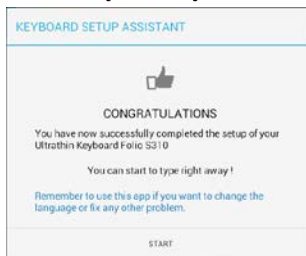 KEYBOARD SETUP ASSISTANT
CONGRATULATIONS
You have now successfully completed the setup of your
Ultrathin Keyboard Folio S310
You can start to type right away !
Remember to use this app if you want to change the
language or fix any other problem.
START